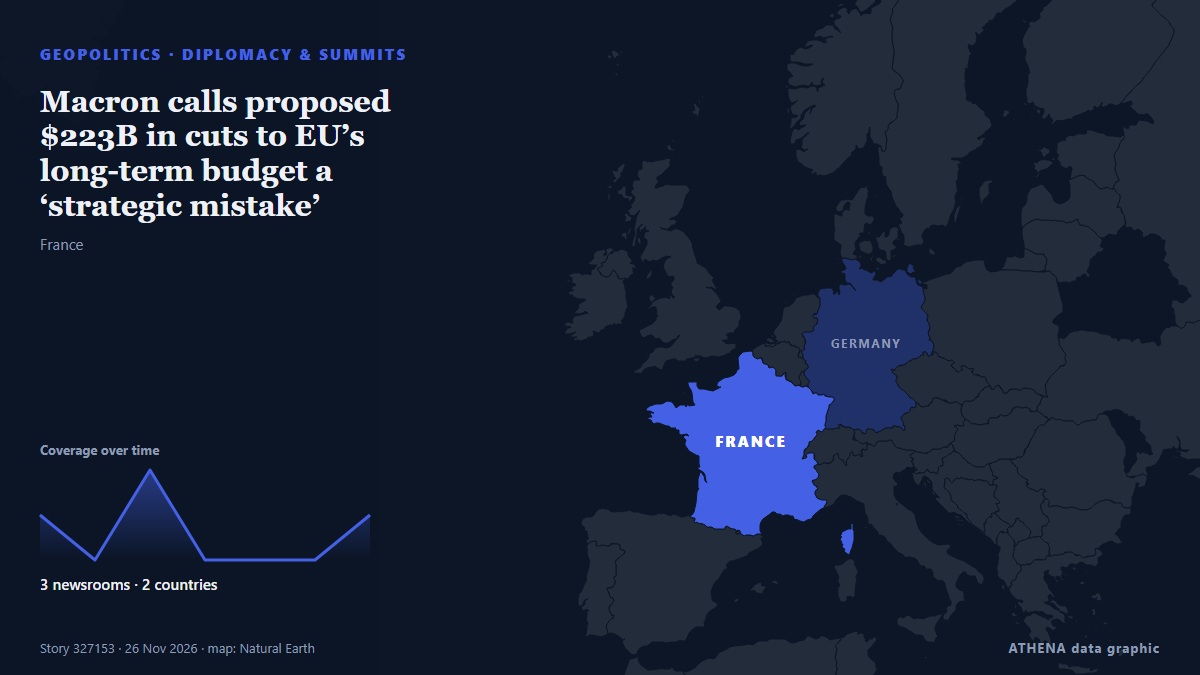 GEOPOLITICS · DIPLOMACY & SUMMITS
Macron calls proposed
$223B in cuts to EU’s
long-term budget a
‘strategic mistake’
France
GERMANY
FRANCE
Coverage over time
3 newsrooms · 2 countries
Story 327153 · 26 Nov 2026 · map: Natural Earth
ATHENA data graphic